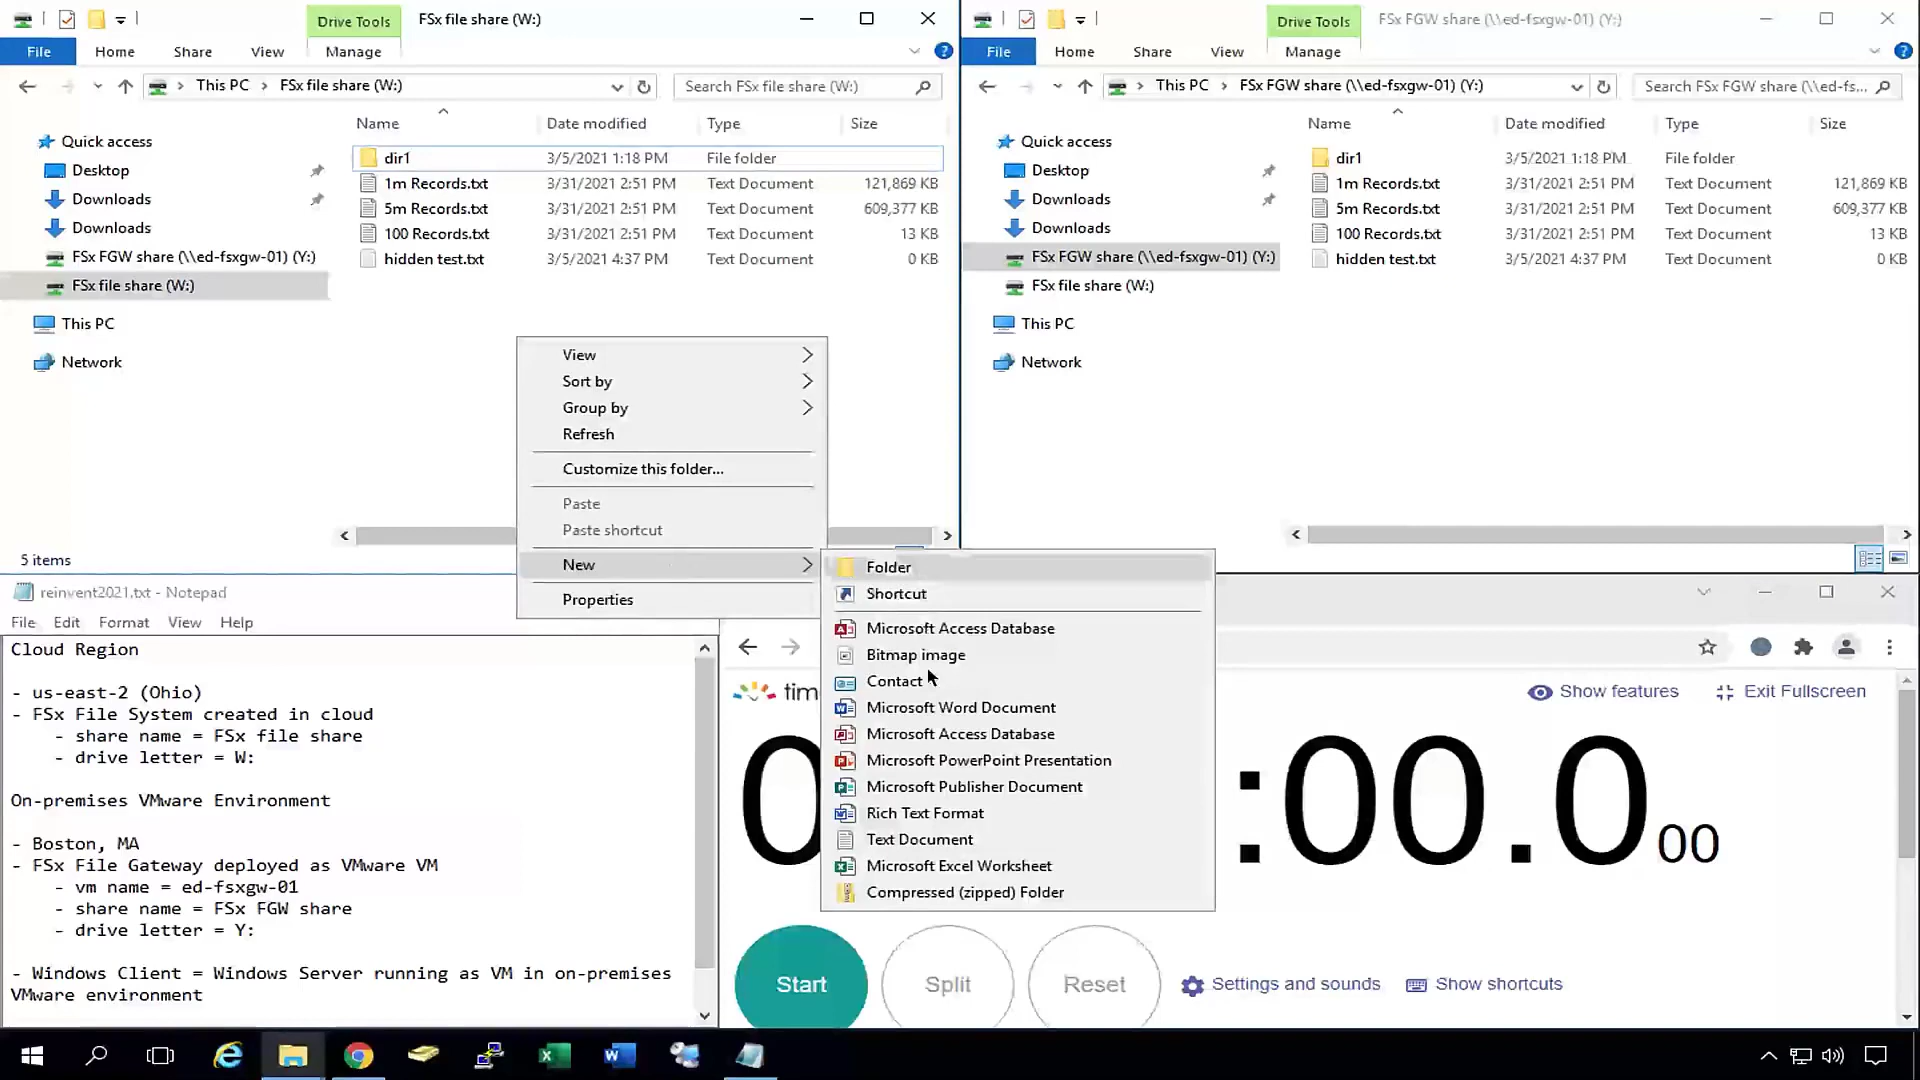 Drive Tools
FSx file share (W:)
File
Home
Share
View
Manage
This PC
FSx file share (W:)
Search FSx file share (W:)
Quick access
Desktop
Downloads
Downloads
FSx FGW share (\\ed-fsxgw-01) (Y:)
FSx file share (W:)
This PC
Network
Name Date modified Type Size
dir1 3/5/2021 1:18 PM File folder
1m Records.txt 3/31/2021 2:51 PM Text Document 121,869 KB
5m Records.txt 3/31/2021 2:51 PM Text Document 609,377 KB
100 Records.txt 3/31/2021 2:51 PM Text Document 13 KB
hidden test.txt 3/5/2021 4:37 PM Text Document 0 KB
5 items
Drive Tools
FSx FGW share (\\ed-fsxgw-01) (Y:)
File
Home
Share
View
Manage
This PC
FSx FGW share (\\ed-fsxgw-01) (Y:)
Search FSx FGW share (\\ed-fs...
Quick access
Desktop
Downloads
Downloads
FSx FGW share (\\ed-fsxgw-01) (Y:)
FSx file share (W:)
This PC
Network
Name Date modified Type Size
dir1 3/5/2021 1:18 PM File folder
1m Records.txt 3/31/2021 2:51 PM Text Document 121,869 KB
5m Records.txt 3/31/2021 2:51 PM Text Document 609,377 KB
100 Records.txt 3/31/2021 2:51 PM Text Document 13 KB
hidden test.txt 3/5/2021 4:37 PM Text Document 0 KB
View
Sort by
Group by
Refresh
Customize this folder...
Paste
Paste shortcut
New
Properties
Folder
Shortcut
Microsoft Access Database
Bitmap image
Contact
Microsoft Word Document
Microsoft Access Database
Microsoft PowerPoint Presentation
Microsoft Publisher Document
Rich Text Format
Text Document
Microsoft Excel Worksheet
Compressed (zipped) Folder
reinvent2021.txt - Notepad
File Edit Format View Help
Cloud Region
- us-east-2 (Ohio)
- FSx File System created in cloud
- share name = FSx file share
- drive letter = W:
On-premises VMware Environment
- Boston, MA
- FSx File Gateway deployed as VMware VM
- vm name = ed-fsxgw-01
- share name = FSx FGW share
- drive letter = Y:
- Windows Client = Windows Server running as VM in on-premises
VMware environment
tim
Show features
Exit Fullscreen
0 :00.0 00
Start
Split
Reset
Settings and sounds
Show shortcuts